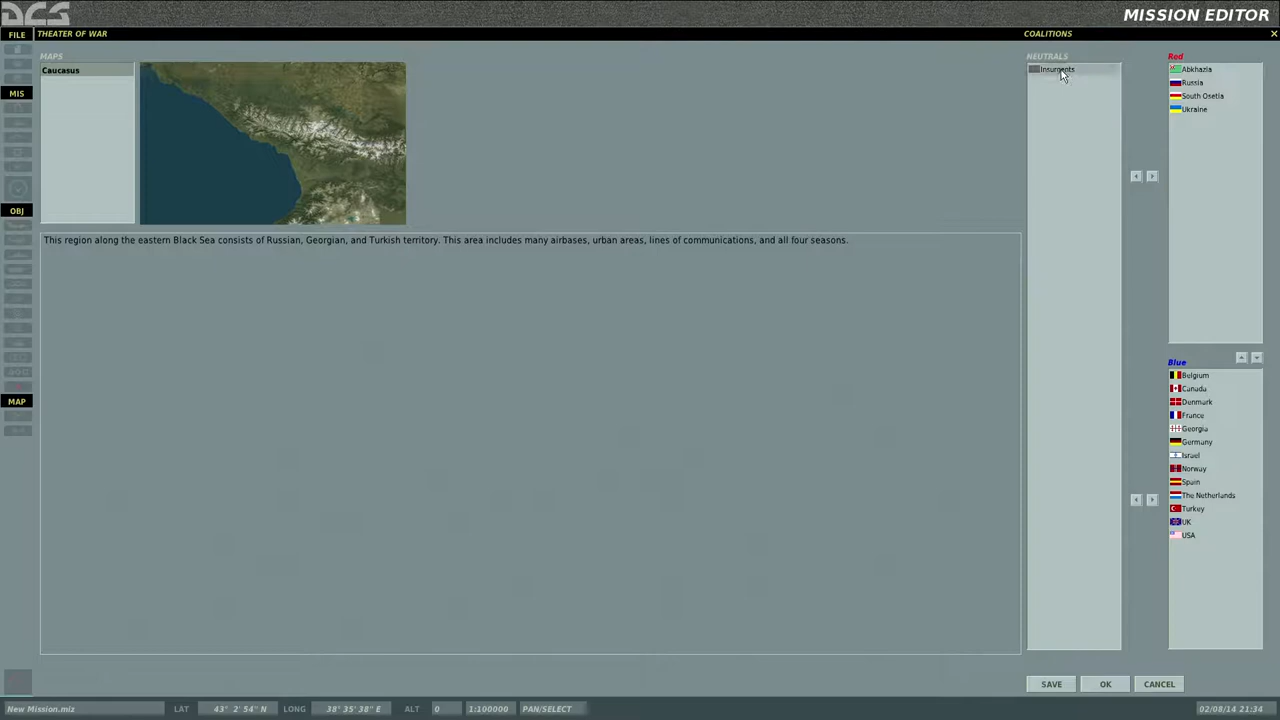 DCS
MISSION EDITOR
FILE
THEATER OF WAR
COALITIONS
MAPS
NEUTRALS
Red
Caucasus
Insurgents
Abkhazia
Russia
South Osetia
Ukraine
MIS
OBJ
This region along the eastern Black Sea consists of Russian, Georgian, and Turkish territory. This area includes many airbases, urban areas, lines of communications, and all four seasons.
Blue
Belgium
Canada
Denmark
France
Georgia
Germany
Israel
Norway
Spain
The Netherlands
Turkey
UK
USA
MAP
SAVE
OK
CANCEL
New Mission.miz
LAT
43° 2' 54" N
LONG
38° 35' 38" E
ALT
0
1:100000
PAN/SELECT
02/08/14 21:34